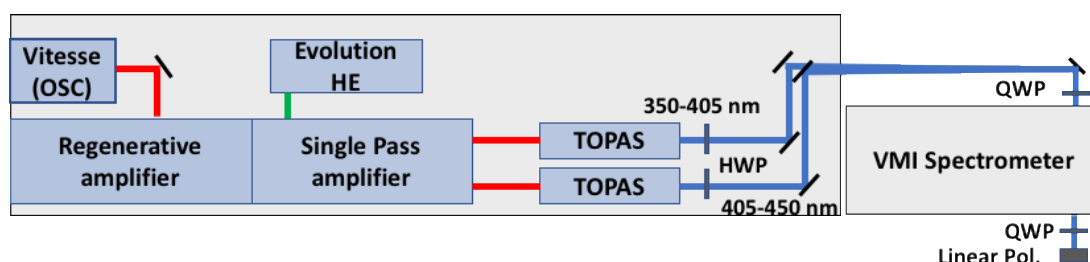 Vitesse
(OSC)
Evolution
HE
Regenerative
amplifier
Single Pass
amplifier
350-405 nm
TOPAS
HWP
TOPAS
405-450 nm
QWP
VMI Spectrometer
QWP
Linear Pol.